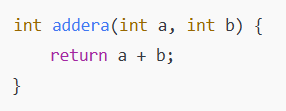 int addera(int a, int b) {
    return a + b;
}